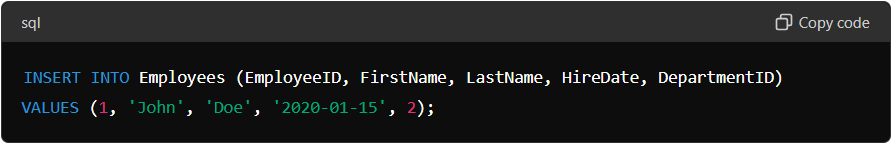 sql
Copy code
INSERT INTO Employees (EmployeeID, FirstName, LastName, HireDate, DepartmentID)
VALUES (1, 'John', 'Doe', '2020-01-15', 2);